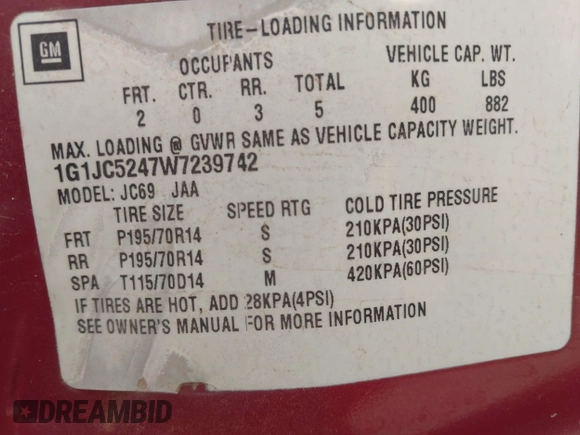 GM
TIRE-LOADING INFORMATION
OCCUPANTS VEHICLE CAP. WT.
FRT. CTR. RR. TOTAL KG LBS
2 0 3 5 400 882
MAX. LOADING @ GVWR SAME AS VEHICLE CAPACITY WEIGHT.
1G1JC5247W7239742
MODEL: JC69 JAA
TIRE SIZE SPEED RTG COLD TIRE PRESSURE
FRT P195/70R14 S 210KPA(30PSI)
RR P195/70R14 S 210KPA(30PSI)
SPA T115/70D14 M 420KPA(60PSI)
IF TIRES ARE HOT, ADD 28KPA(4PSI)
SEE OWNER'S MANUAL FOR MORE INFORMATION
DREAMBID